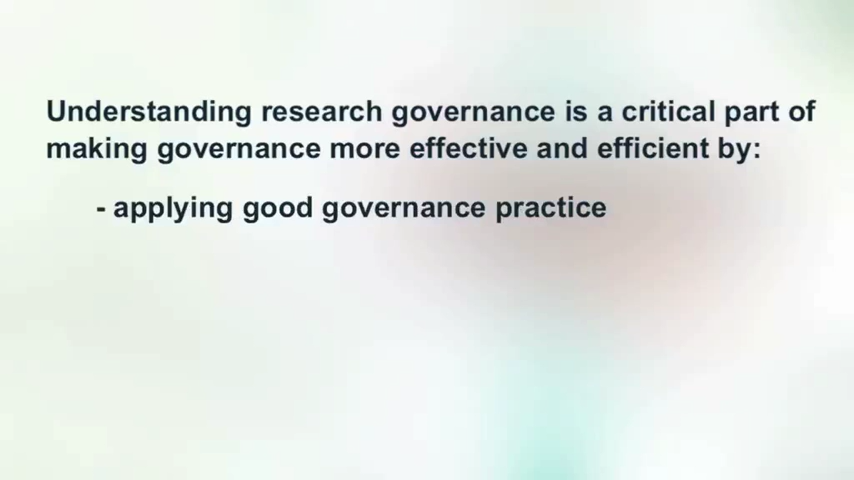 Understanding research governance is a critical part of
making governance more effective and efficient by:
- applying good governance practice